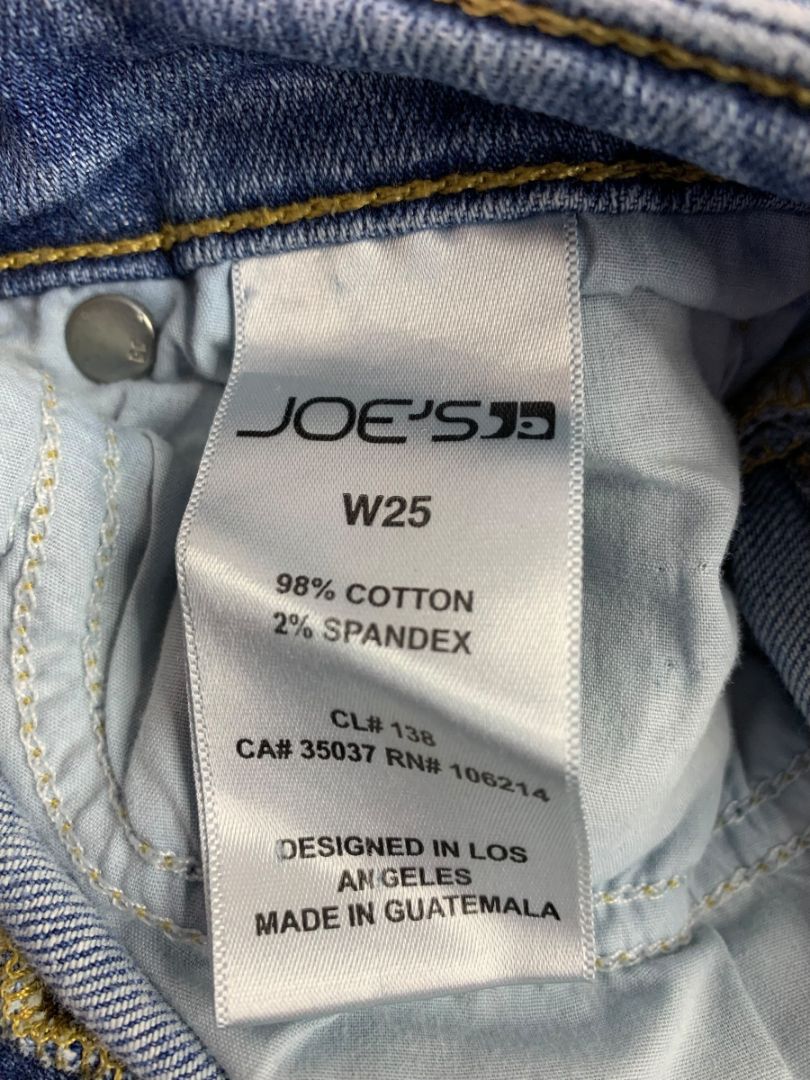 JOE'S
W25
98% COTTON
2% SPANDEX
CL# 138
CA# 35037 RN# 106214
DESIGNED IN LOS
ANGELES
MADE IN GUATEMALA